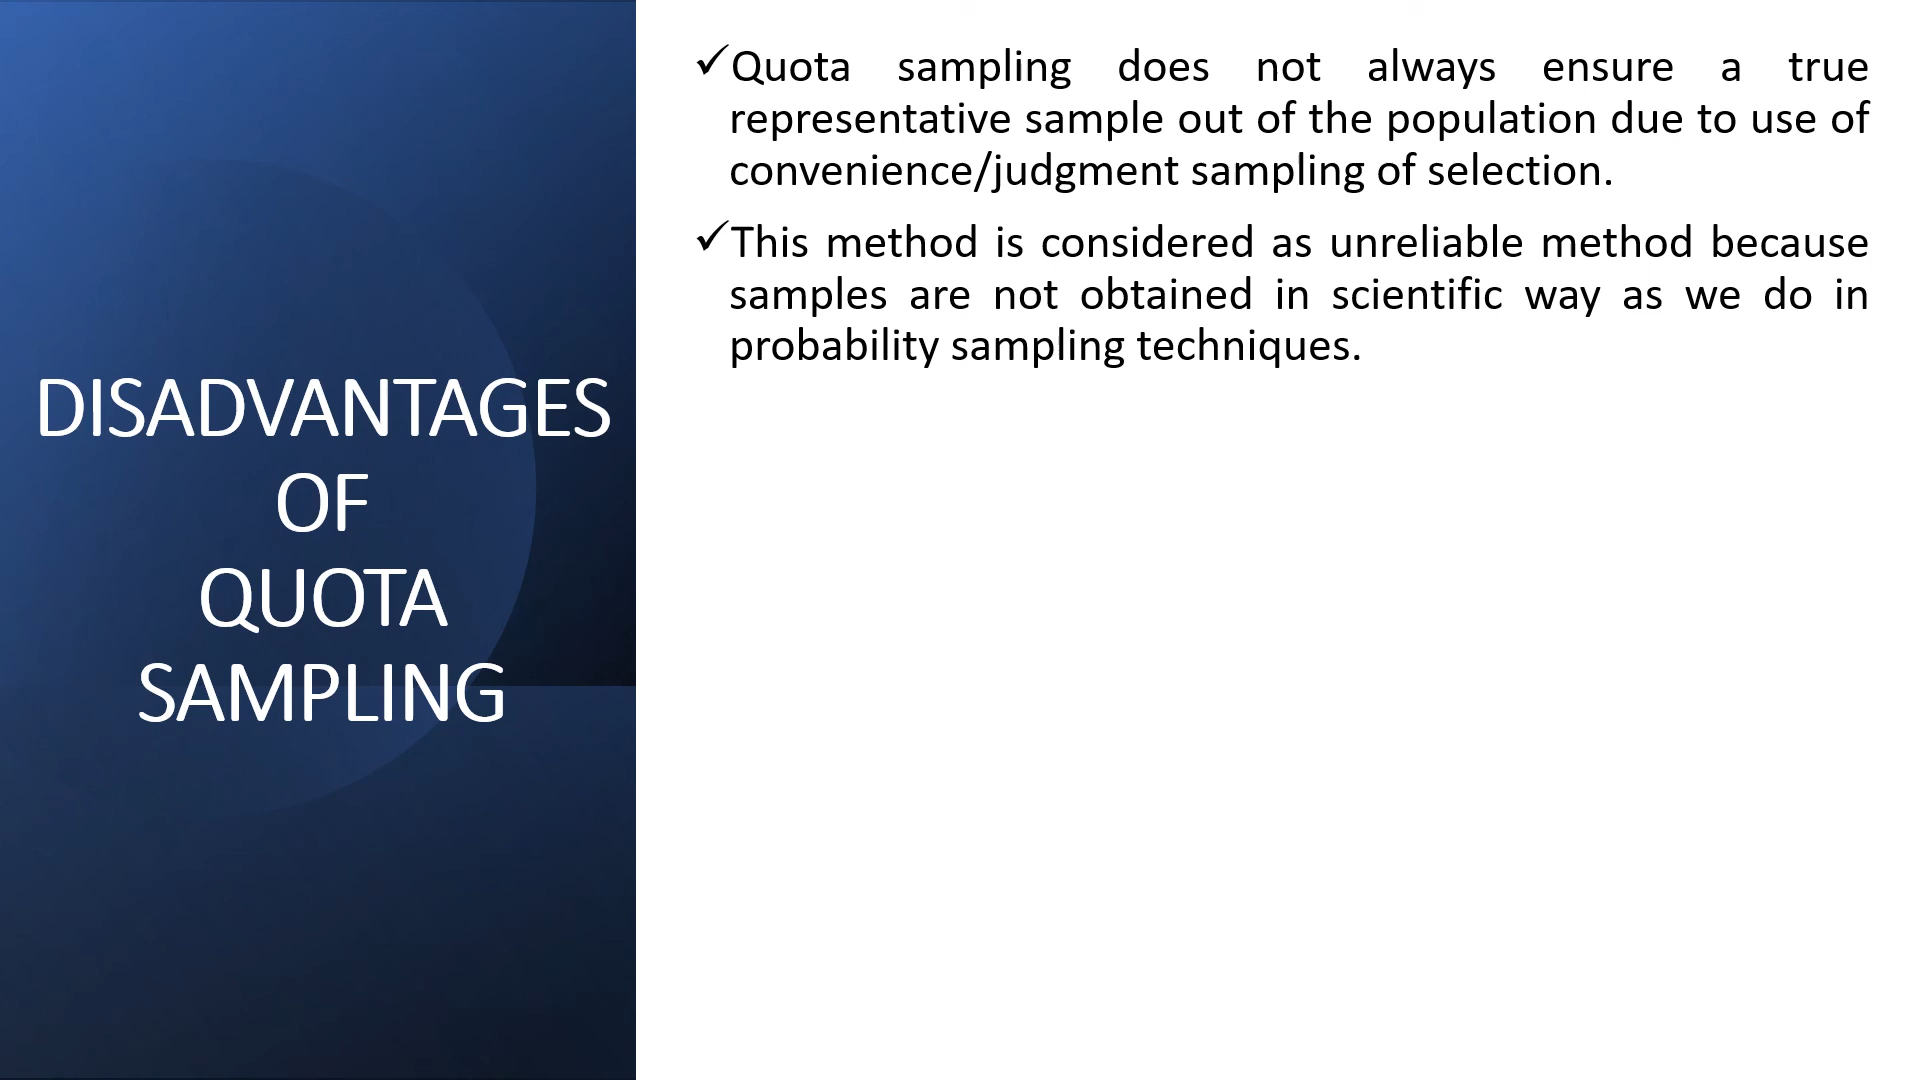 DISADVANTAGES
OF
QUOTA
SAMPLING
✓Quota sampling does not always ensure a true
representative sample out of the population due to use of
convenience/judgment sampling of selection.
✓This method is considered as unreliable method because
samples are not obtained in scientific way as we do in
probability sampling techniques.